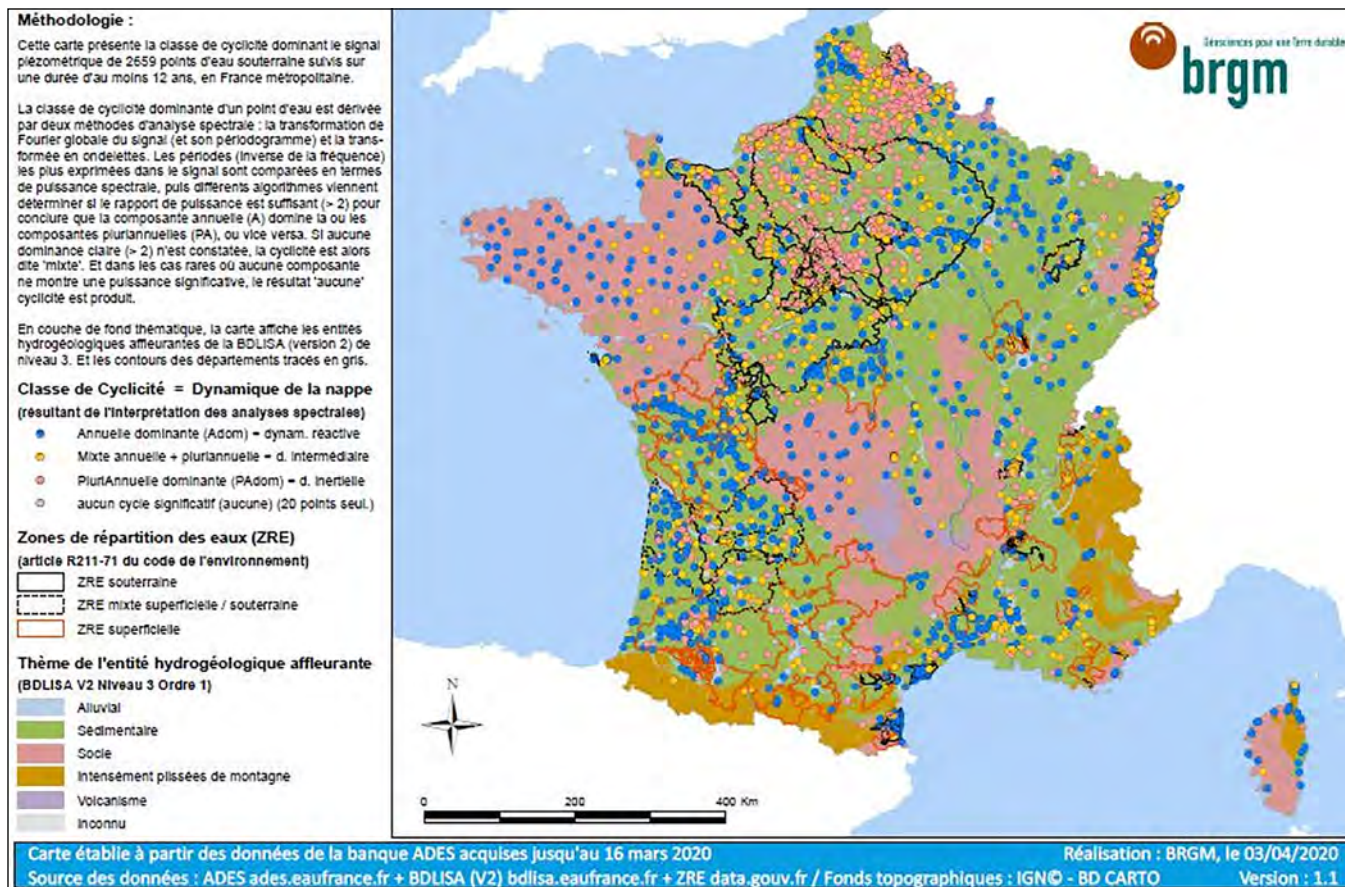 Méthodologie :
Cette carte présente la classe de cyclicité dominant le signal
piézométrique de 2659 points d'eau souterraine suivis sur
une durée d'au moins 12 ans, en France métropolitaine.
La classe de cyclicité dominante d'un point d'eau est dérivée
par deux méthodes d'analyse spectrale : la transformation de
Fourier globale du signal (et son périodogramme) et la trans-
formée en ondelettes. Les périodes (inverse de la fréquence)
les plus exprimées dans le signal sont comparées en termes
de puissance spectrale, puis différents algorithmes viennent
déterminer si le rapport de puissance est suffisant (> 2) pour
conclure que la composante annuelle (A) domine la ou les
composantes pluriannuelles (PA), ou vice versa. Si aucune
dominance claire (> 2) n'est constatée, la cyclicité est alors
dite 'mixte'. Et dans les cas rares où aucune composante
ne montre une puissance significative, le résultat 'aucune'
cyclicité est produit.
En couche de fond thématique, la carte affiche les entités
hydrogéologiques affleurantes de la BDLISA (version 2) de
niveau 3. Et les contours des départements tracés en gris.
Classe de Cyclicité = Dynamique de la nappe
(résultant de l'interprétation des analyses spectrales)
Annuelle dominante (Adom) = dynam. réactive
Mixte annuelle + pluriannuelle = d. intermédiaire
PluriAnnuelle dominante (PAdom) = d. inertielle
aucun cycle significatif (aucune) (20 points seul.)
Zones de répartition des eaux (ZRE)
(article R211-71 du code de l'environnement)
ZRE souterraine
ZRE mixte superficielle / souterraine
ZRE superficielle
Thème de l'entité hydrogéologique affleurante
(BDLISA V2 Niveau 3 Ordre 1)
Alluvial
Sédimentaire
Socle
Intensément plissées de montagne
Volcanisme
Inconnu
Géosciences pour une Terre durable
brgm
N
0 200 400 Km
Carte établie à partir des données de la banque ADES acquises jusqu'au 16 mars 2020
Réalisation : BRGM, le 03/04/2020
Source des données : ADES ades.eaufrance.fr + BDLISA (V2) bdlisa.eaufrance.fr + ZRE data.gouv.fr / Fonds topographiques : IGN© - BD CARTO
Version : 1.1